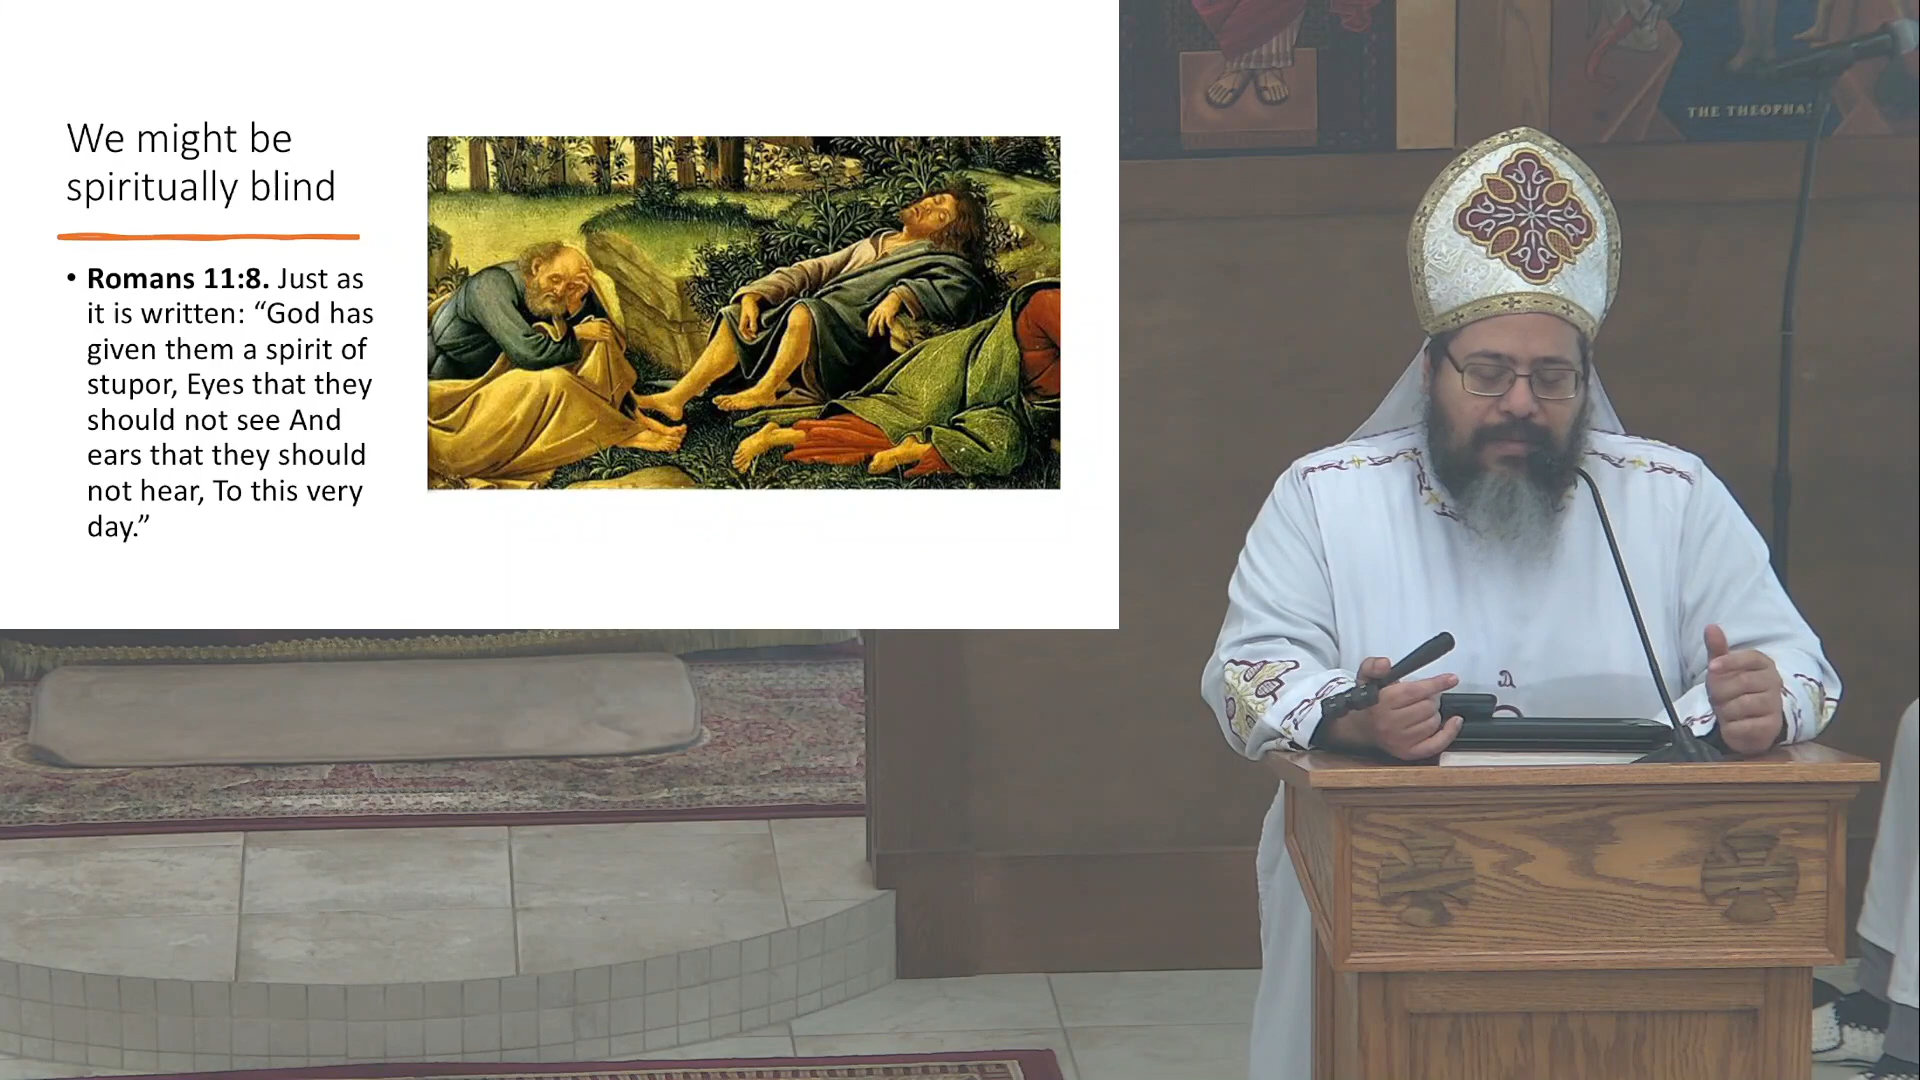 We might be
spiritually blind
• Romans 11:8. Just as
it is written: “God has
given them a spirit of
stupor, Eyes that they
should not see And
ears that they should
not hear, To this very
day.”
THE THEOPHA